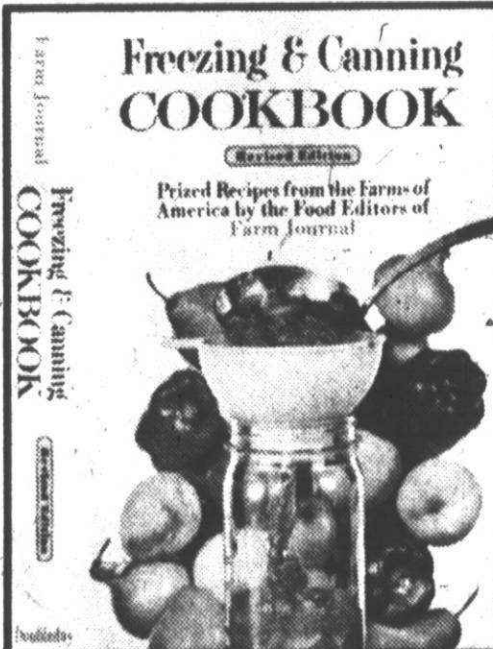 Freezing & Canning
COOKBOOK
Revised Edition
Prized Recipes from the Farms of
America by the Food Editors of
Farm Journal
Farm Journal
Freezing & Canning
COOKBOOK
Revised Edition
Doubleday